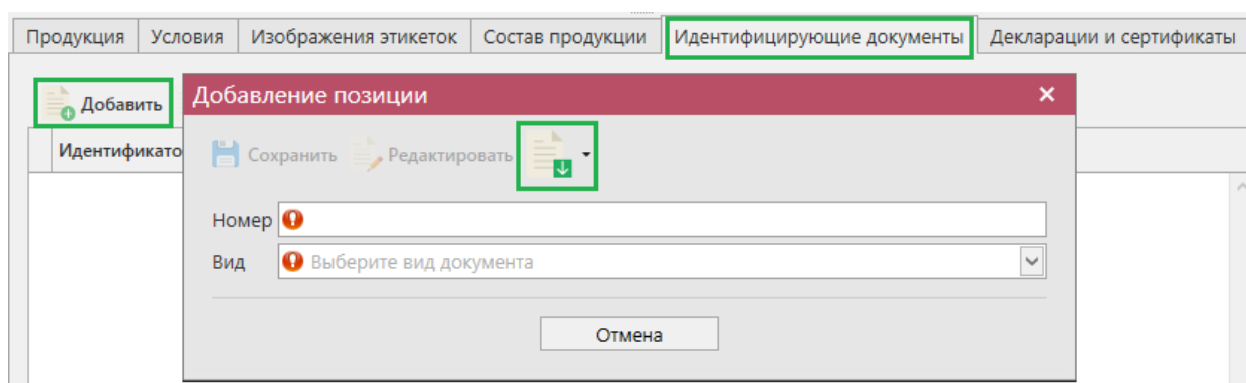 Продукция Условия Изображения этикеток Состав продукции Идентифицирующие документы Декларации и сертификаты
Добавить
Добавление позиции
Идентификато
Сохранить Редактировать
Номер
Вид Выберите вид документа
Отмена